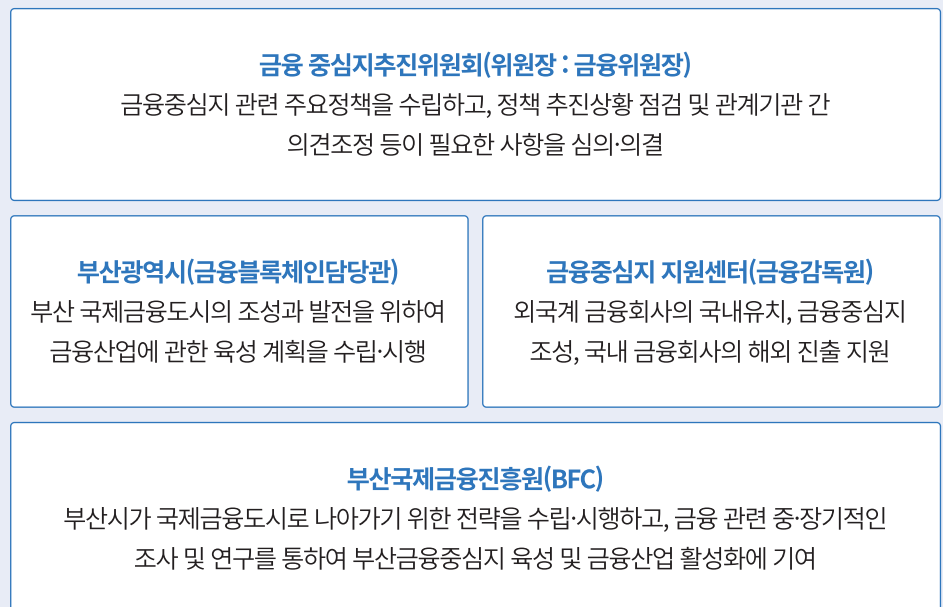 금융 중심지추진위원회(위원장 : 금융위원장)
금융중심지 관련 주요정책을 수립하고, 정책 추진상황 점검 및 관계기관 간
의견조정 등이 필요한 사항을 심의·의결
부산광역시(금융블록체인담당관)
부산 국제금융도시의 조성과 발전을 위하여
금융산업에 관한 육성 계획을 수립·시행
금융중심지 지원센터(금융감독원)
외국계 금융회사의 국내유치, 금융중심지
조성, 국내 금융회사의 해외 진출 지원
부산국제금융진흥원(BFC)
부산시가 국제금융도시로 나아가기 위한 전략을 수립·시행하고, 금융 관련 중·장기적인
조사 및 연구를 통하여 부산금융중심지 육성 및 금융산업 활성화에 기여